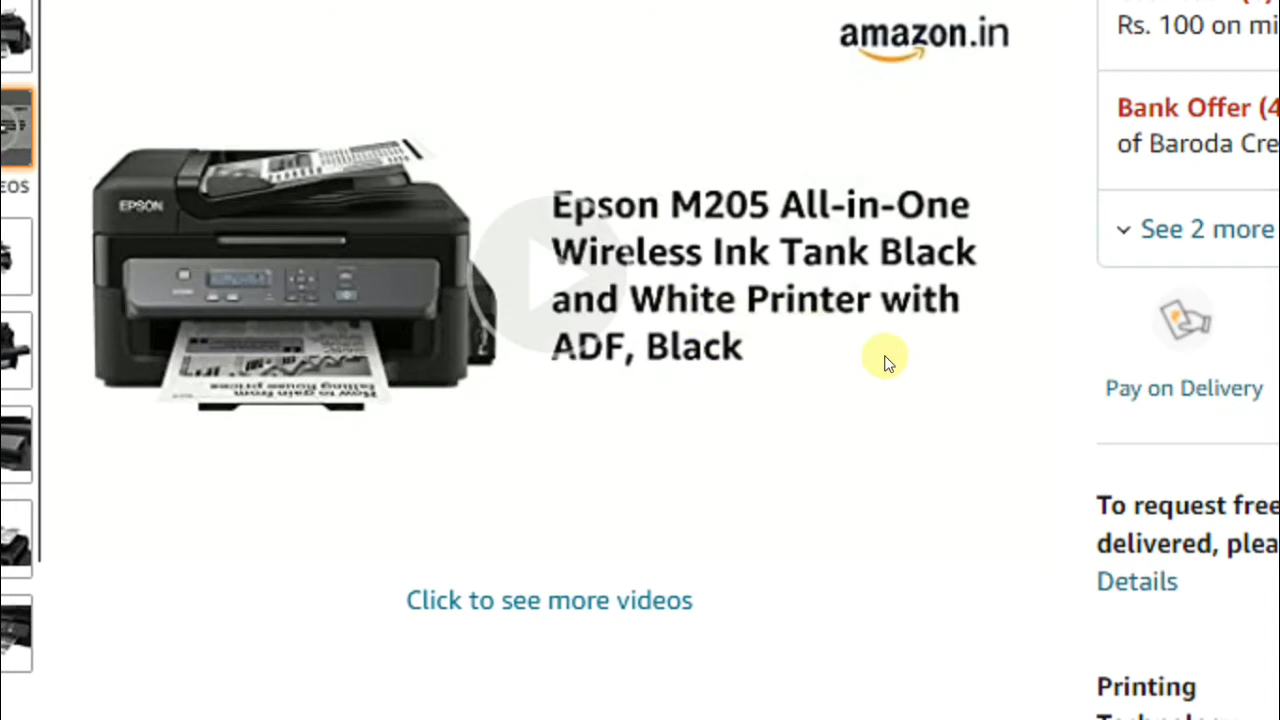 amazon.in
Rs. 100 on mi
Bank Offer (4
of Baroda Cre
EOS
EPSON
Epson M205 All-in-One
Wireless Ink Tank Black
and White Printer with
ADF, Black
See 2 more
Pay on Delivery
To request free
delivered, plea
Details
Click to see more videos
Printing